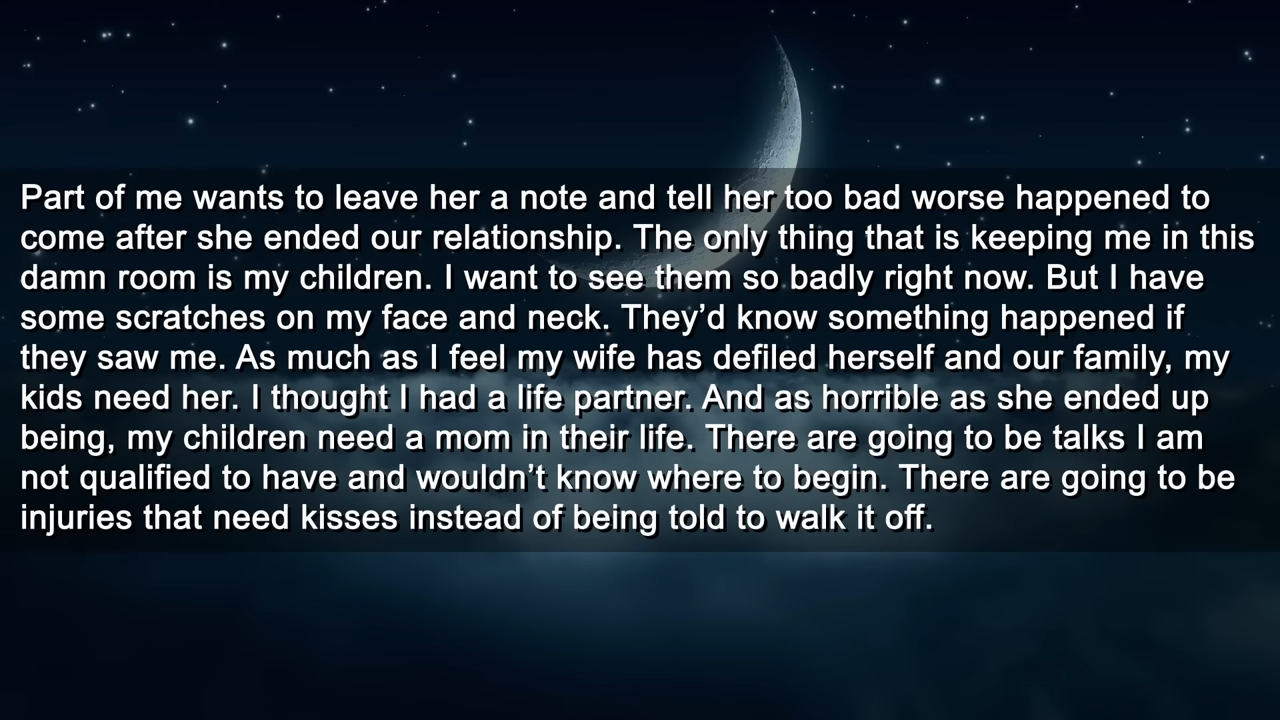 Part of me wants to leave her a note and tell her too bad worse happened to
come after she ended our relationship. The only thing that is keeping me in this
damn room is my children. I want to see them so badly right now. But I have
some scratches on my face and neck. They’d know something happened if
they saw me. As much as I feel my wife has defiled herself and our family, my
kids need her. I thought I had a life partner. And as horrible as she ended up
being, my children need a mom in their life. There are going to be talks I am
not qualified to have and wouldn’t know where to begin. There are going to be
injuries that need kisses instead of being told to walk it off.